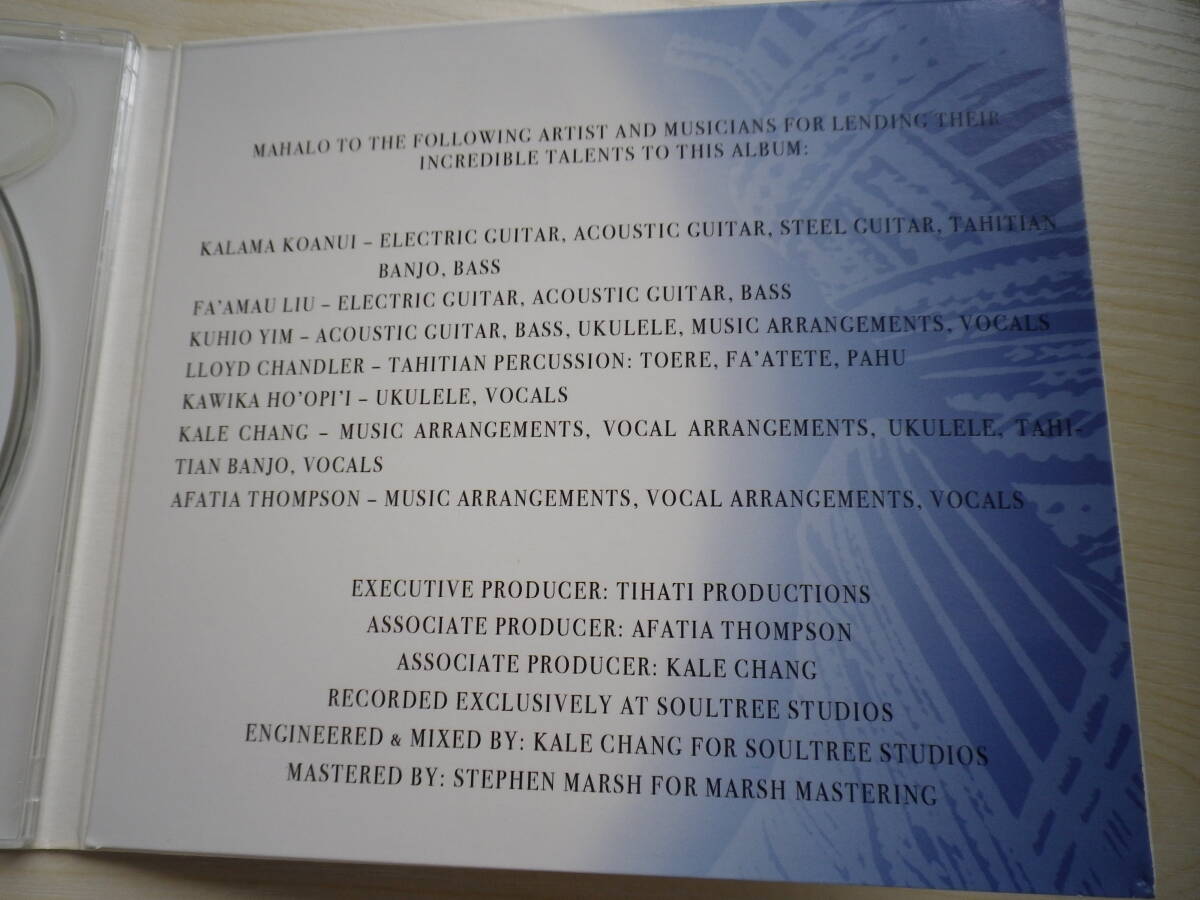 MAHALO TO THE FOLLOWING ARTIST AND MUSICIANS FOR LENDING THEIR
INCREDIBLE TALENTS TO THIS ALBUM:
KALAMA KOANUI – ELECTRIC GUITAR, ACOUSTIC GUITAR, STEEL GUITAR, TAHITIAN
BANJO, BASS
FA'AMAU LIU – ELECTRIC GUITAR, ACOUSTIC GUITAR, BASS
KUHIO YIM – ACOUSTIC GUITAR, BASS, UKULELE, MUSIC ARRANGEMENTS, VOCALS
LLOYD CHANDLER – TAHITIAN PERCUSSION: TOERE, FA'ATETE, PAHU
KAWIKA HO'OPI'I – UKULELE, VOCALS
KALE CHANG – MUSIC ARRANGEMENTS, VOCAL ARRANGEMENTS, UKULELE, TAHI-
TIAN BANJO, VOCALS
AFATIA THOMPSON – MUSIC ARRANGEMENTS, VOCAL ARRANGEMENTS, VOCALS
EXECUTIVE PRODUCER: TIHATI PRODUCTIONS
ASSOCIATE PRODUCER: AFATIA THOMPSON
ASSOCIATE PRODUCER: KALE CHANG
RECORDED EXCLUSIVELY AT SOULTREE STUDIOS
ENGINEERED & MIXED BY: KALE CHANG FOR SOULTREE STUDIOS
MASTERED BY: STEPHEN MARSH FOR MARSH MASTERING